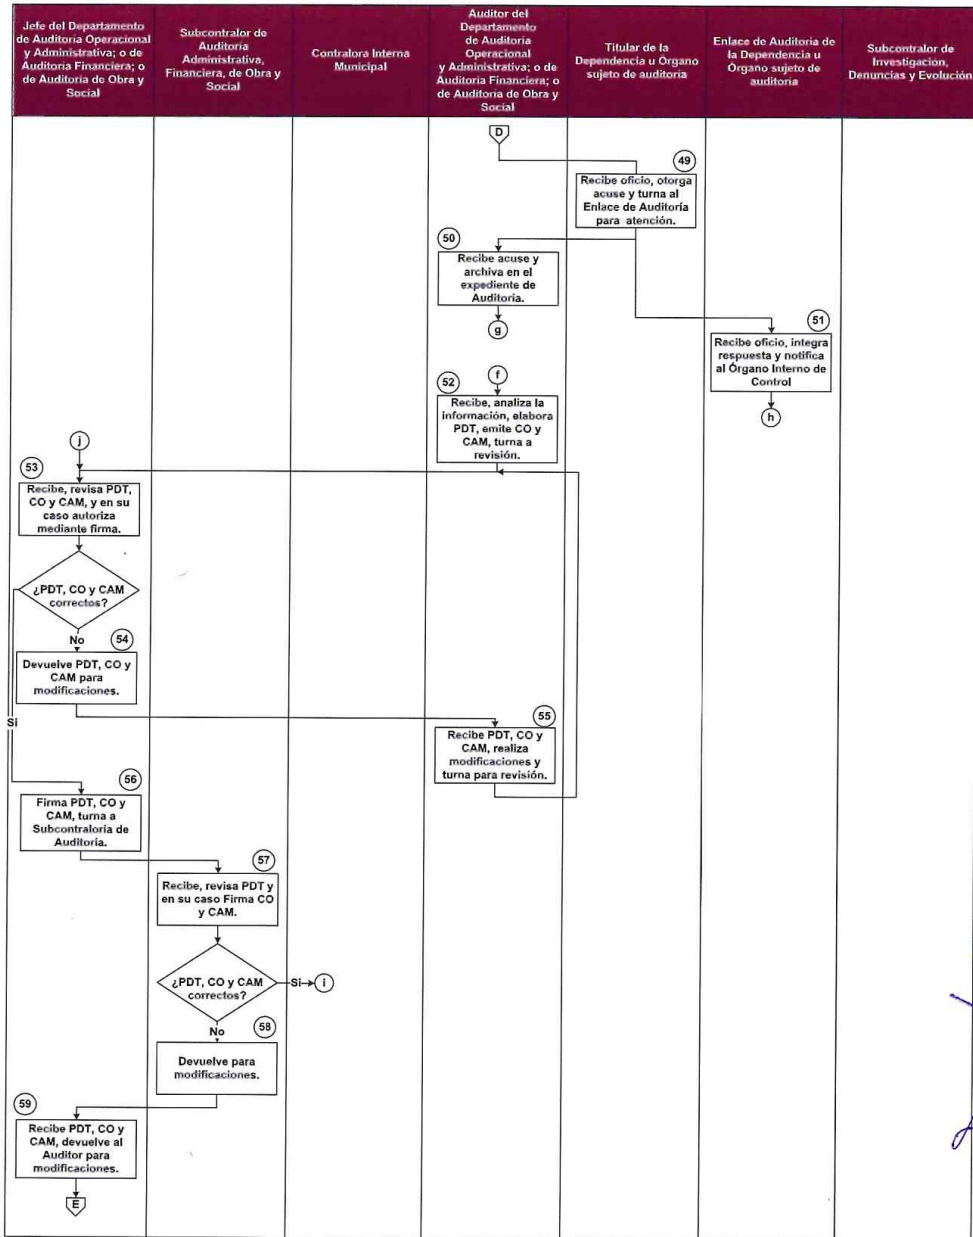 Jefe del Departamento
de Auditoría Operacional
y Administrativa; o de
Auditoría Financiera; o
de Auditoría de Obra y
Social
Subcontralor de
Auditoría
Administrativa,
Financiera, de Obra y
Social
Contralora Interna
Municipal
Auditor del
Departamento
de Auditoría
Operacional
y Administrativa; o de
Auditoría Financiera; o
de Auditoría de Obra y
Social
Titular de la
Dependencia u Órgano
sujeto de auditoría
Enlace de Auditoría de
la Dependencia u
Órgano sujeto de
auditoría
Subcontralor de
Investigación,
Denuncias y Evolución
D
49
Recibe oficio, otorga
acuse y turna al
Enlace de Auditoría
para atención.
50
Recibe acuse y
archiva en el
expediente de
Auditoría.
g
51
Recibe oficio, integra
respuesta y notifica
al Órgano Interno de
Control
h
f
52
Recibe, analiza la
información, elabora
PDT, emite CO y
CAM, turna a
revisión.
j
53
Recibe, revisa PDT,
CO y CAM, y en su
caso autoriza
mediante firma.
¿PDT, CO y CAM
correctos?
No
54
Devuelve PDT, CO y
CAM para
modificaciones.
Si
55
Recibe PDT, CO y
CAM, realiza
modificaciones y
turna para revisión.
56
Firma PDT, CO y
CAM, turna a
Subcontraloría de
Auditoría.
57
Recibe, revisa PDT y
en su caso Firma CO
y CAM.
¿PDT, CO y CAM
correctos?
Si
i
No
58
Devuelve para
modificaciones.
59
Recibe PDT, CO y
CAM, devuelve al
Auditor para
modificaciones.
E